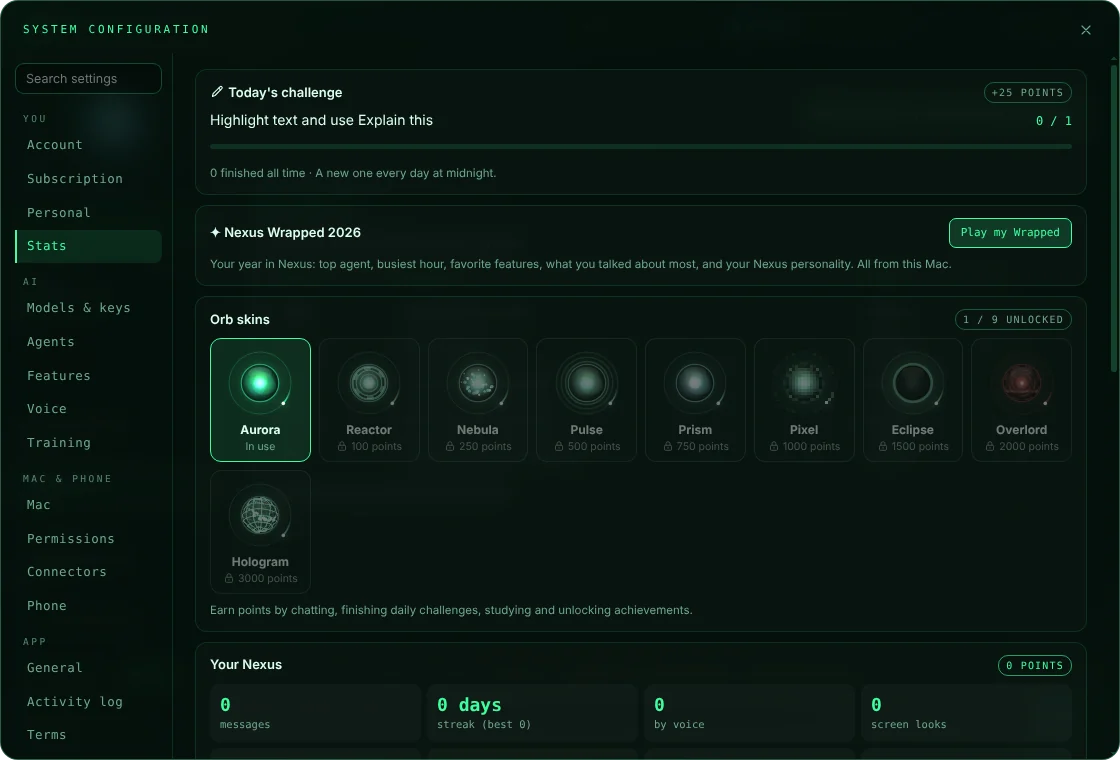 SYSTEM CONFIGURATION
Search settings
YOU
Account
Subscription
Personal
Stats
AI
Models & keys
Agents
Features
Voice
Training
MAC & PHONE
Mac
Permissions
Connectors
Phone
APP
General
Activity log
Terms
Today's challenge
+25 POINTS
Highlight text and use Explain this
0 / 1
0 finished all time · A new one every day at midnight.
Nexus Wrapped 2026
Play my Wrapped
Your year in Nexus: top agent, busiest hour, favorite features, what you talked about most, and your Nexus personality. All from this Mac.
Orb skins
1 / 9 UNLOCKED
Aurora
In use
Reactor
100 points
Nebula
250 points
Pulse
500 points
Prism
750 points
Pixel
1000 points
Eclipse
1500 points
Overlord
2000 points
Hologram
3000 points
Earn points by chatting, finishing daily challenges, studying and unlocking achievements.
Your Nexus
0 POINTS
0
messages
0 days
streak (best 0)
0
by voice
0
screen looks